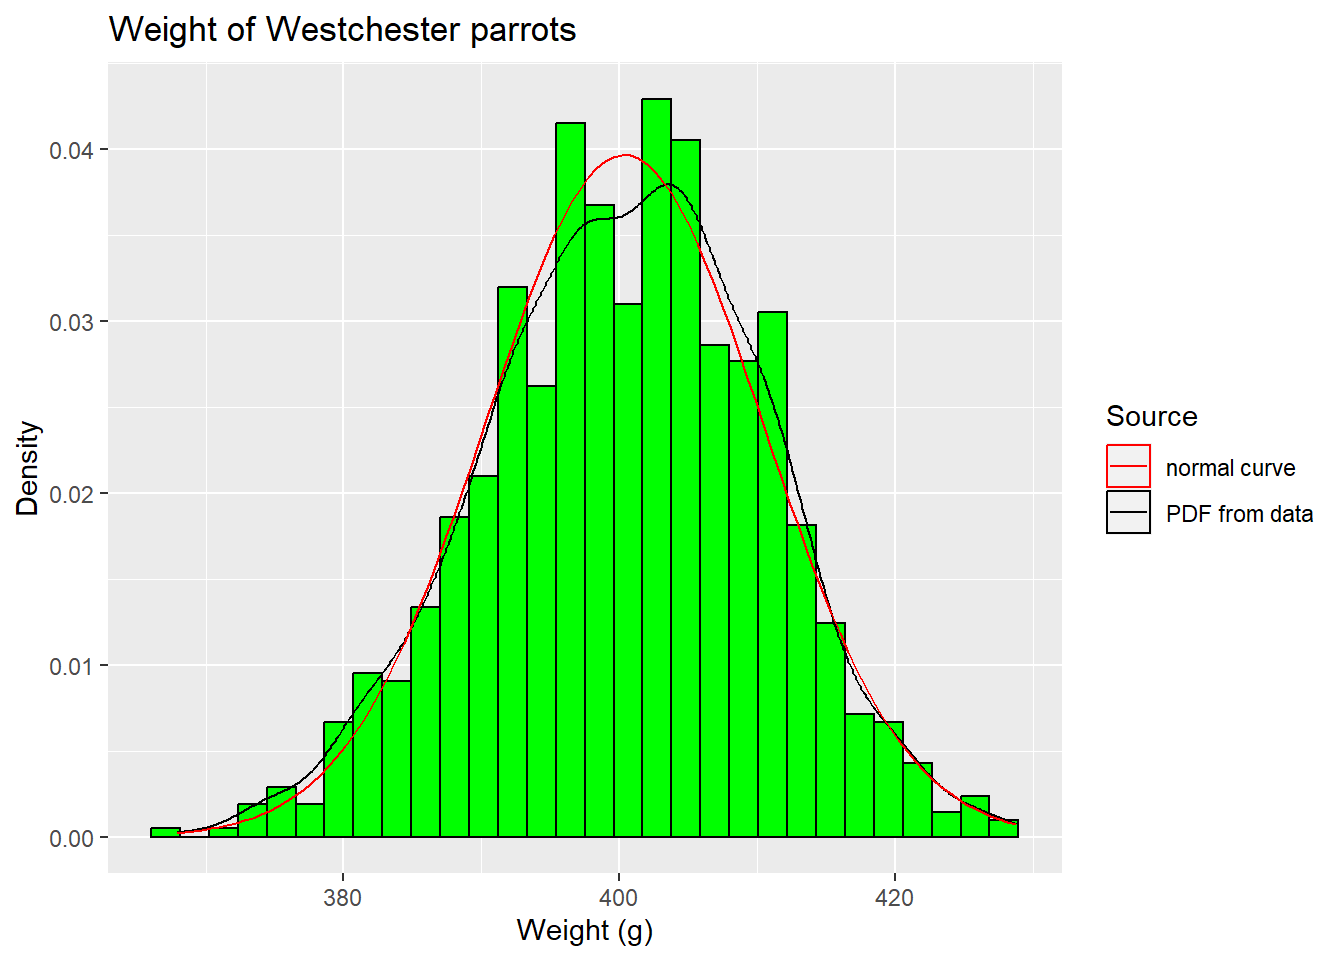 Weight of Westchester parrots
0.04
0.03
0.02
0.01
0.00
Density
380
400
420
Weight (g)
Source
normal curve
PDF from data